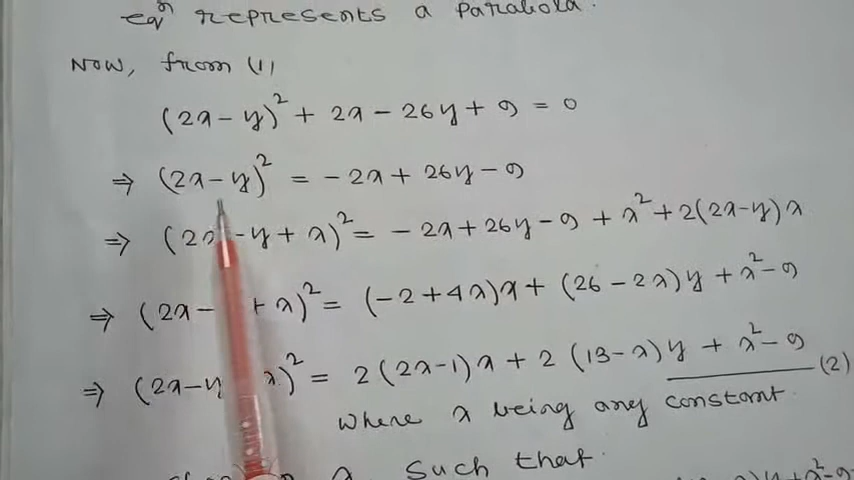 eqⁿ represents a parabola.
Now, from (1)
(2x - y)² + 2x - 26y + 9 = 0
⇒ (2x - y)² = - 2x + 26y - 9
⇒ (2x - y + λ)² = - 2x + 26y - 9 + λ² + 2(2x-y)λ
⇒ (2x - + λ)² = (-2 + 4λ)x + (26 - 2λ)y + λ² - 9
⇒ (2x - y λ)² = 2(2λ-1)x + 2(13-λ)y + λ² - 9 (2)
where λ being any constant.
λ such that
)y + λ² - 9